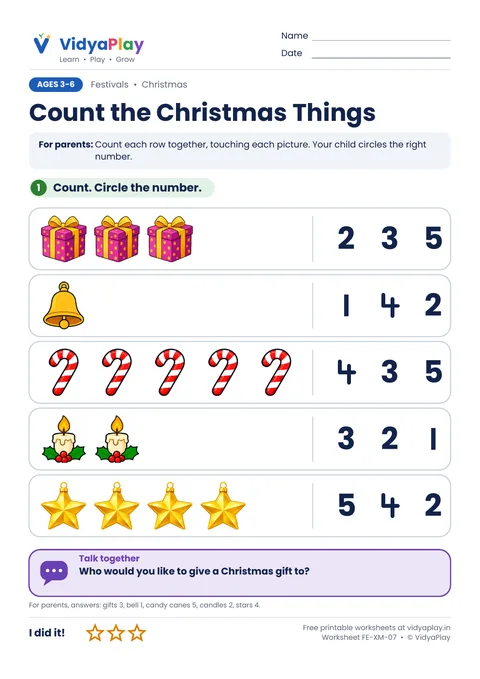 VidyaPlay
Learn • Play • Grow
Name
Date
AGES 3–6 Festivals • Christmas
Count the Christmas Things
For parents: Count each row together, touching each picture. Your child circles the right
number.
1 Count. Circle the number.
2 3 5
1 4 2
4 3 5
3 2 1
5 4 2
Talk together
Who would you like to give a Christmas gift to?
For parents, answers: gifts 3, bell 1, candy canes 5, candles 2, stars 4.
I did it!
Free printable worksheets at vidyaplay.in
Worksheet FE-XM-07 • © VidyaPlay